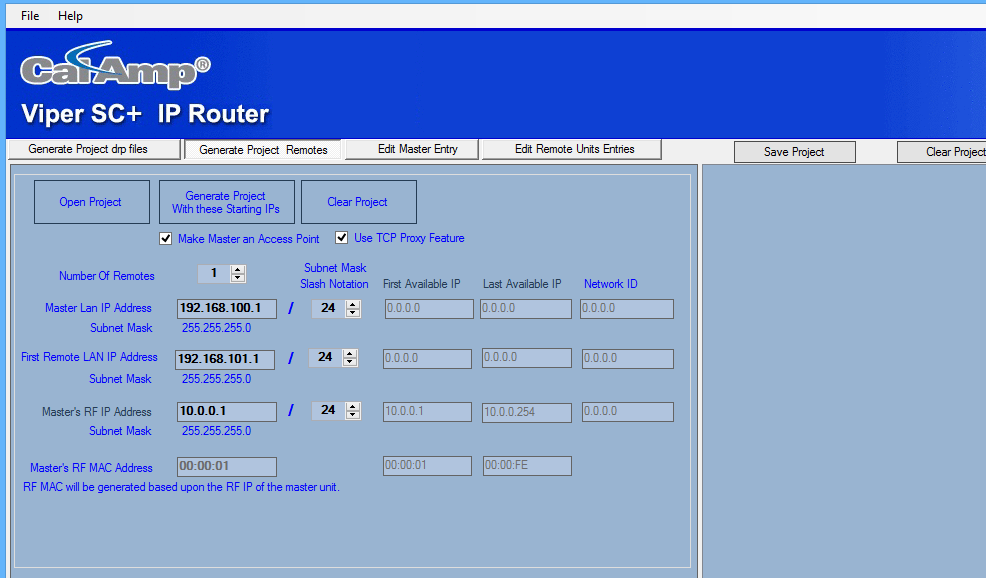 File Help
CalAmp®
Viper SC+ IP Router
Generate Project drp files Generate Project Remotes Edit Master Entry Edit Remote Units Entries Save Project Clear Project
Open Project Generate Project With these Starting IPs Clear Project
Make Master an Access Point Use TCP Proxy Feature
Number Of Remotes 1 Subnet Mask Slash Notation First Available IP Last Available IP Network ID
Master Lan IP Address 192.168.100.1 / 24 0.0.0.0 0.0.0.0 0.0.0.0
Subnet Mask 255.255.255.0
First Remote LAN IP Address 192.168.101.1 / 24 0.0.0.0 0.0.0.0 0.0.0.0
Subnet Mask 255.255.255.0
Master's RF IP Address 10.0.0.1 / 24 10.0.0.1 10.0.0.254 0.0.0.0
Subnet Mask 255.255.255.0
Master's RF MAC Address 00:00:01 00:00:01 00:00:FE
RF MAC will be generated based upon the RF IP of the master unit.